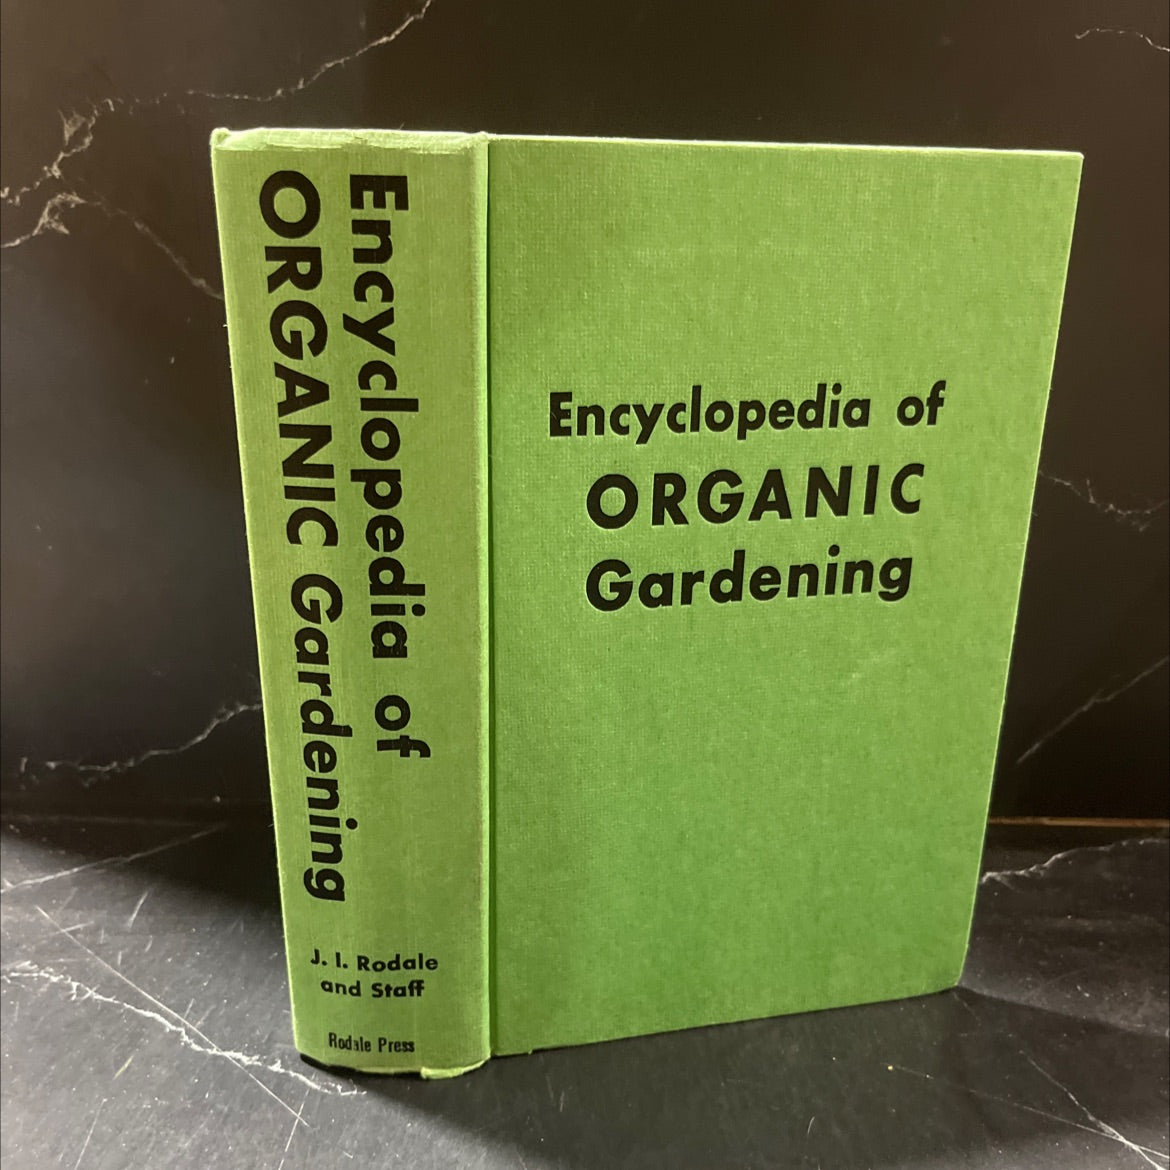 Encyclopedia of
ORGANIC Gardening
J. I. Rodale
and Staff
Rodale Press
Encyclopedia of
ORGANIC
Gardening